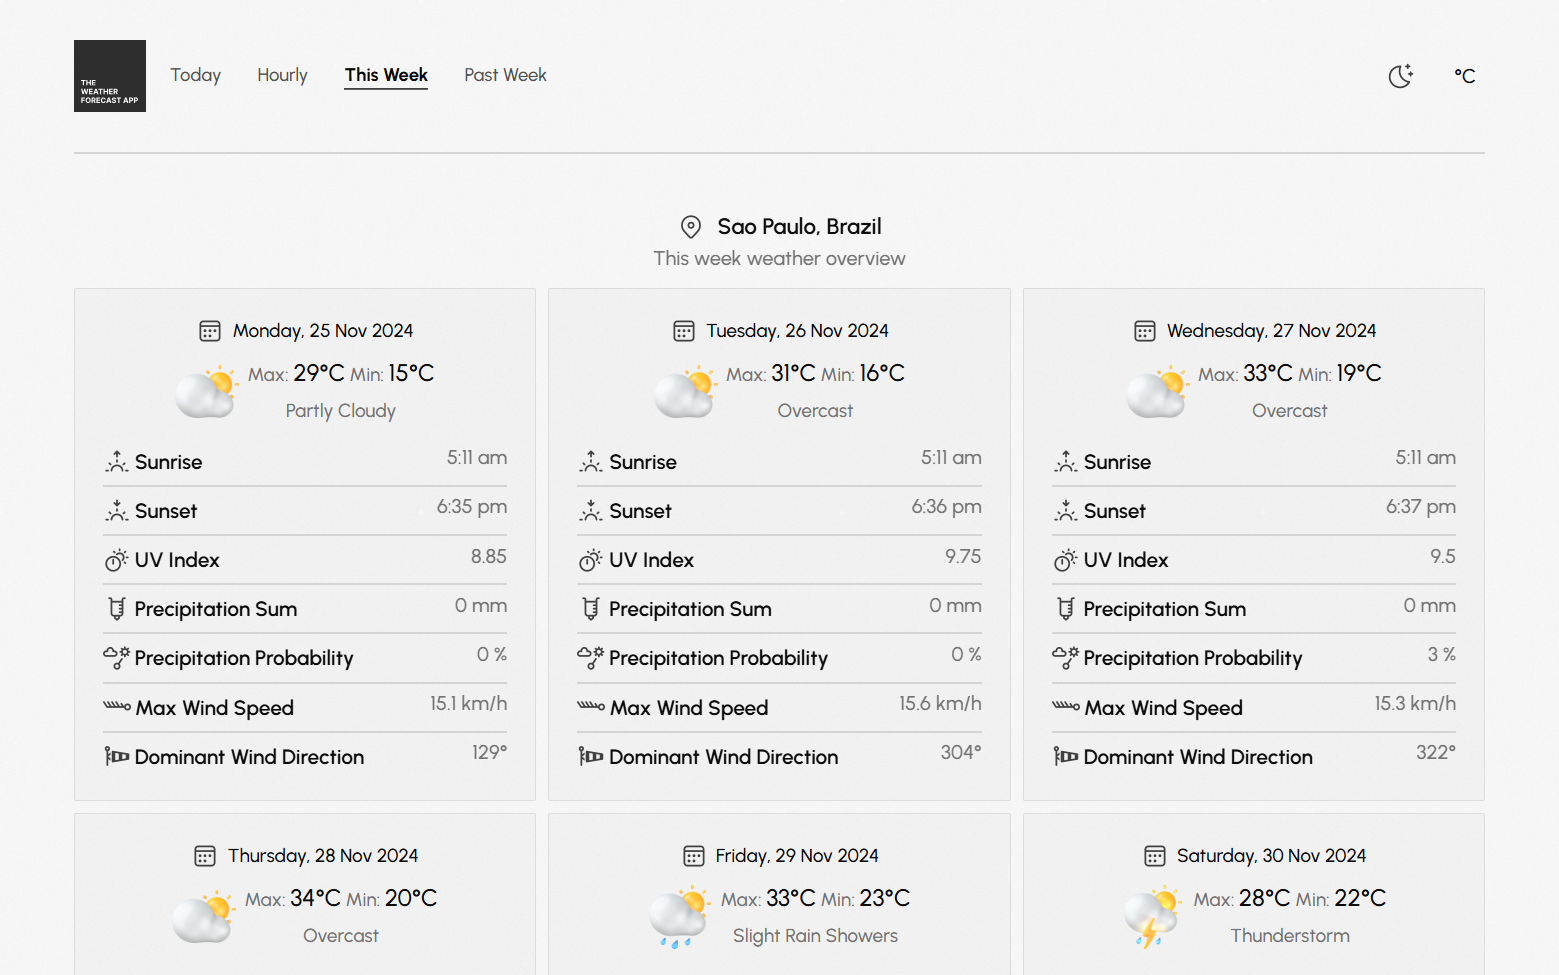 THE
WEATHER
FORECAST APP
Today Hourly This Week Past Week
°C
Sao Paulo, Brazil
This week weather overview
Monday, 25 Nov 2024
Max: 29°C Min: 15°C
Partly Cloudy
Sunrise 5:11 am
Sunset 6:35 pm
UV Index 8.85
Precipitation Sum 0 mm
Precipitation Probability 0 %
Max Wind Speed 15.1 km/h
Dominant Wind Direction 129°
Tuesday, 26 Nov 2024
Max: 31°C Min: 16°C
Overcast
Sunrise 5:11 am
Sunset 6:36 pm
UV Index 9.75
Precipitation Sum 0 mm
Precipitation Probability 0 %
Max Wind Speed 15.6 km/h
Dominant Wind Direction 304°
Wednesday, 27 Nov 2024
Max: 33°C Min: 19°C
Overcast
Sunrise 5:11 am
Sunset 6:37 pm
UV Index 9.5
Precipitation Sum 0 mm
Precipitation Probability 3 %
Max Wind Speed 15.3 km/h
Dominant Wind Direction 322°
Thursday, 28 Nov 2024
Max: 34°C Min: 20°C
Overcast
Friday, 29 Nov 2024
Max: 33°C Min: 23°C
Slight Rain Showers
Saturday, 30 Nov 2024
Max: 28°C Min: 22°C
Thunderstorm